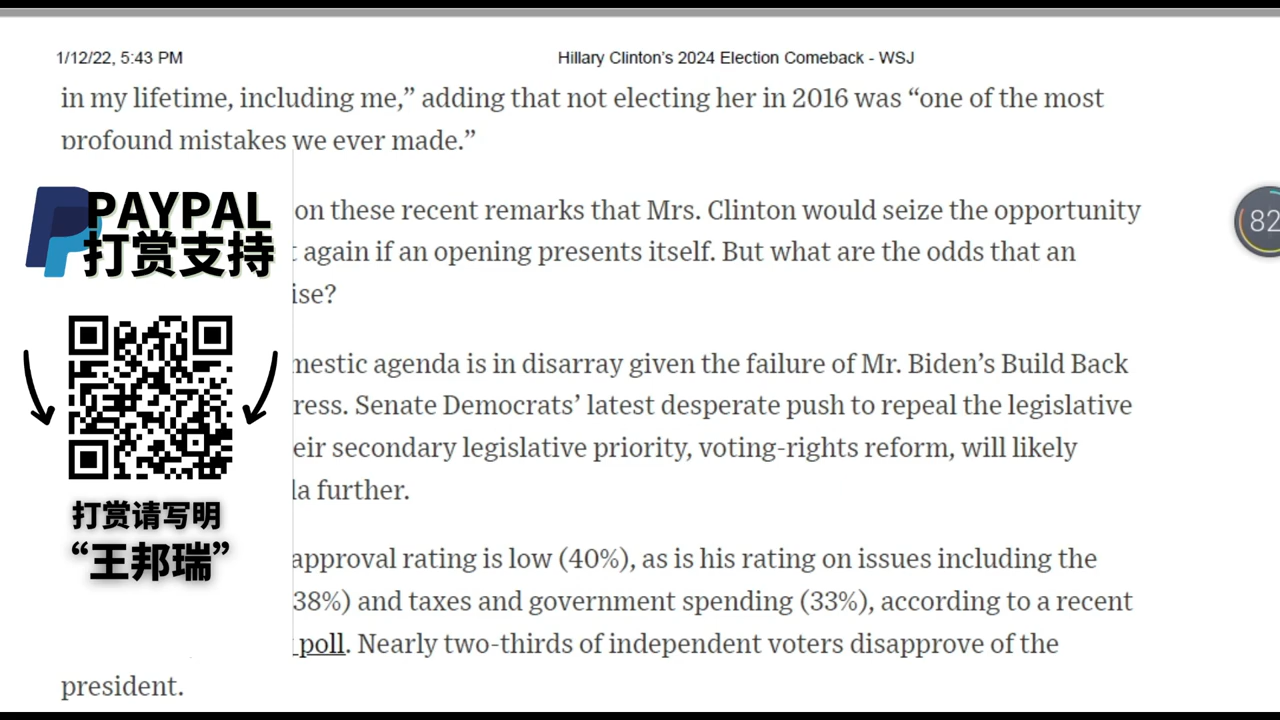 1/12/22, 5:43 PM
Hillary Clinton's 2024 Election Comeback - WSJ
in my lifetime, including me,” adding that not electing her in 2016 was “one of the most
profound mistakes we ever made.”
on these recent remarks that Mrs. Clinton would seize the opportunity
again if an opening presents itself. But what are the odds that an
ise?
mestic agenda is in disarray given the failure of Mr. Biden’s Build Back
ress. Senate Democrats’ latest desperate push to repeal the legislative
eir secondary legislative priority, voting-rights reform, will likely
la further.
approval rating is low (40%), as is his rating on issues including the
38%) and taxes and government spending (33%), according to a recent
poll. Nearly two-thirds of independent voters disapprove of the
president.
PAYPAL
打赏支持
打赏请写明
“王邦瑞”
82